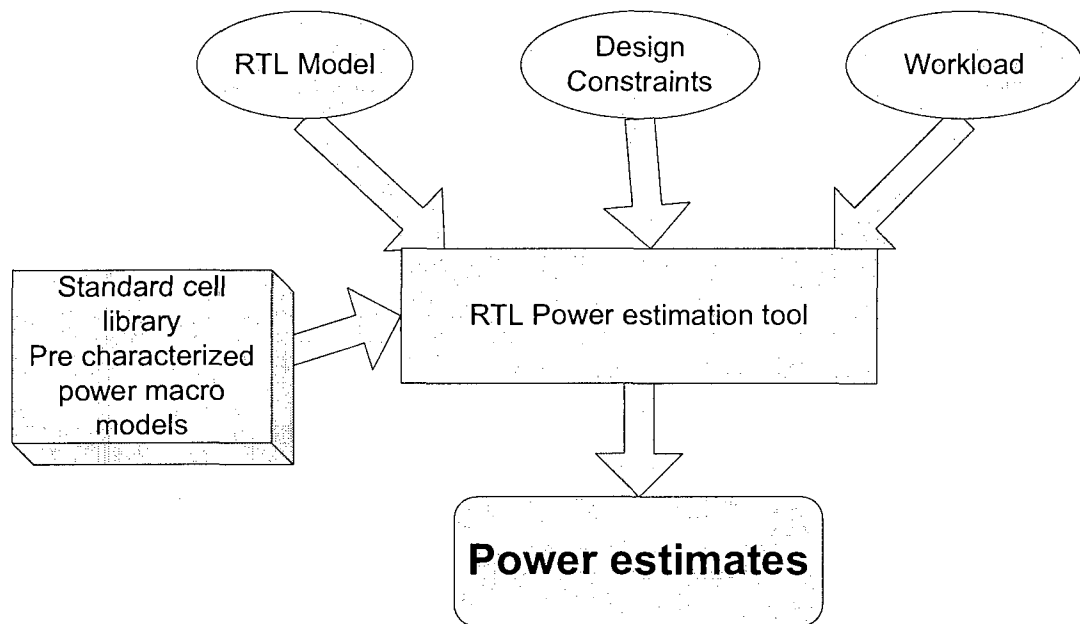 RTL Model
Design
Constraints
Workload
Standard cell
library
Pre characterized
power macro
models
RTL Power estimation tool
Power estimates